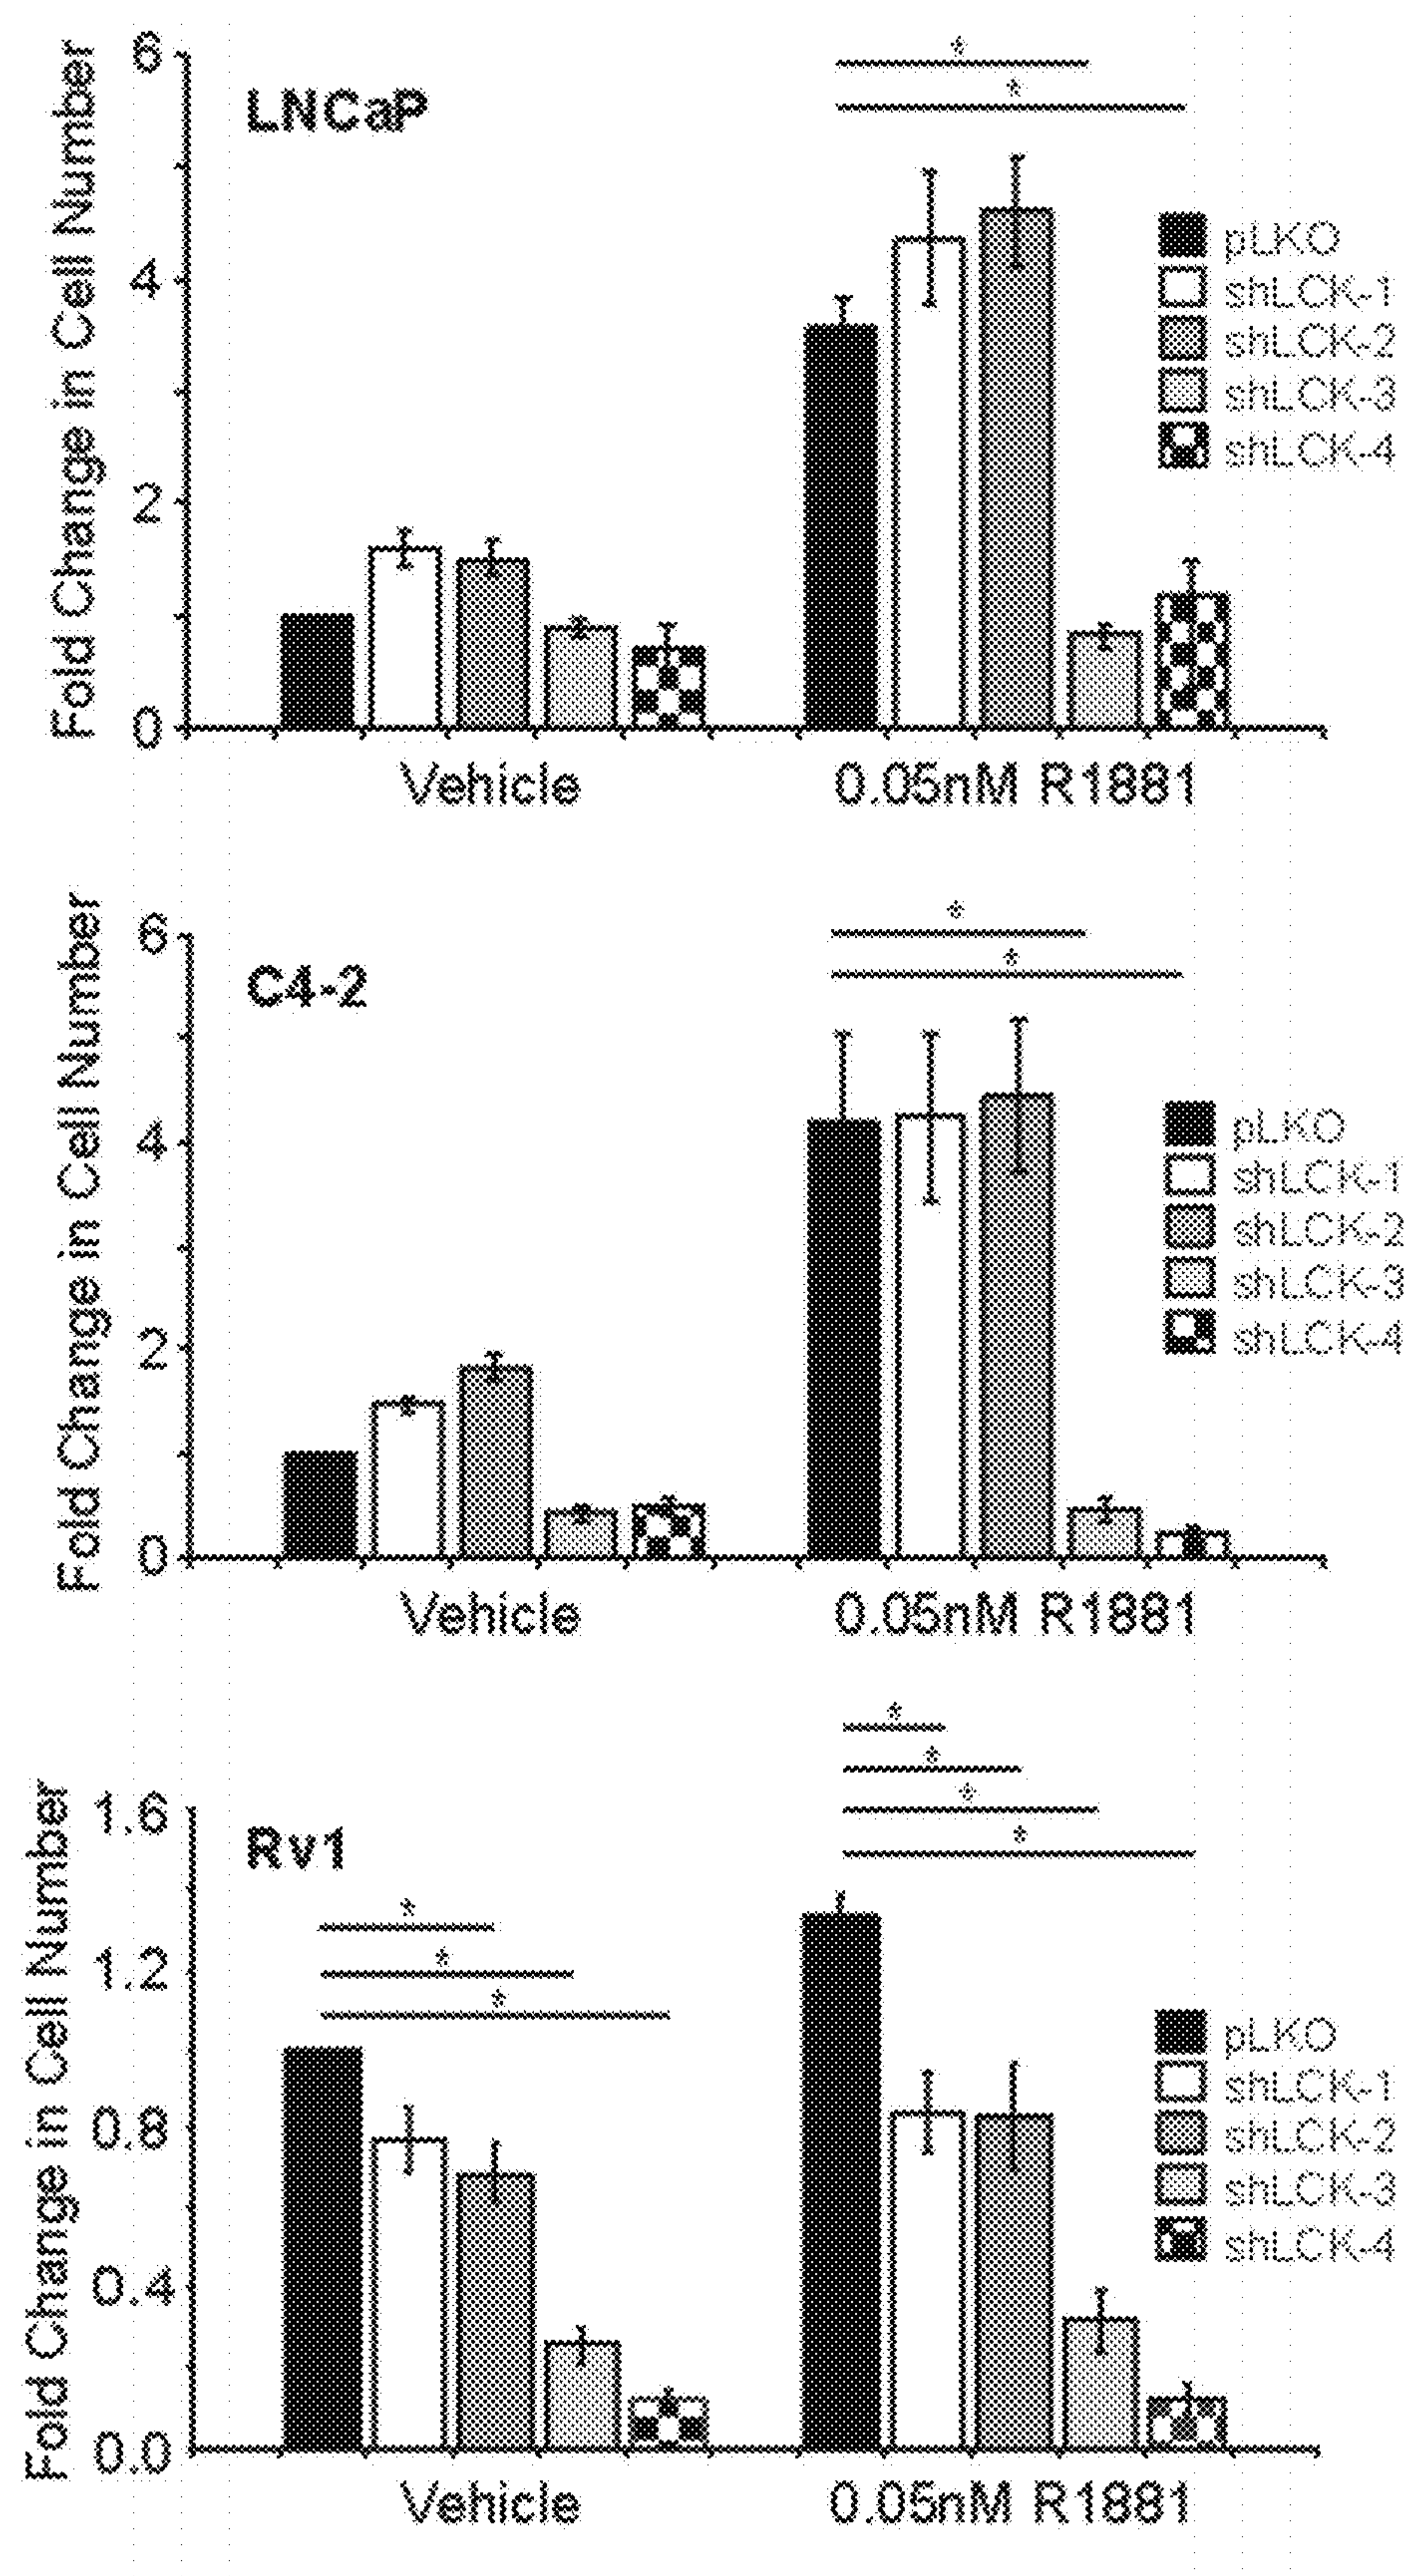 Fold Change in Cell Number
6
4
2
0
LNCaP
*
*
pLKO
shLCK-1
shLCK-2
shLCK-3
shLCK-4
Vehicle
0.05nM R1881
Fold Change in Cell Number
6
4
2
0
C4-2
*
*
pLKO
shLCK-1
shLCK-2
shLCK-3
shLCK-4
Vehicle
0.05nM R1881
Fold Change in Cell Number
1.6
1.2
0.8
0.4
0.0
Rv1
*
*
*
*
*
*
*
pLKO
shLCK-1
shLCK-2
shLCK-3
shLCK-4
Vehicle
0.05nM R1881